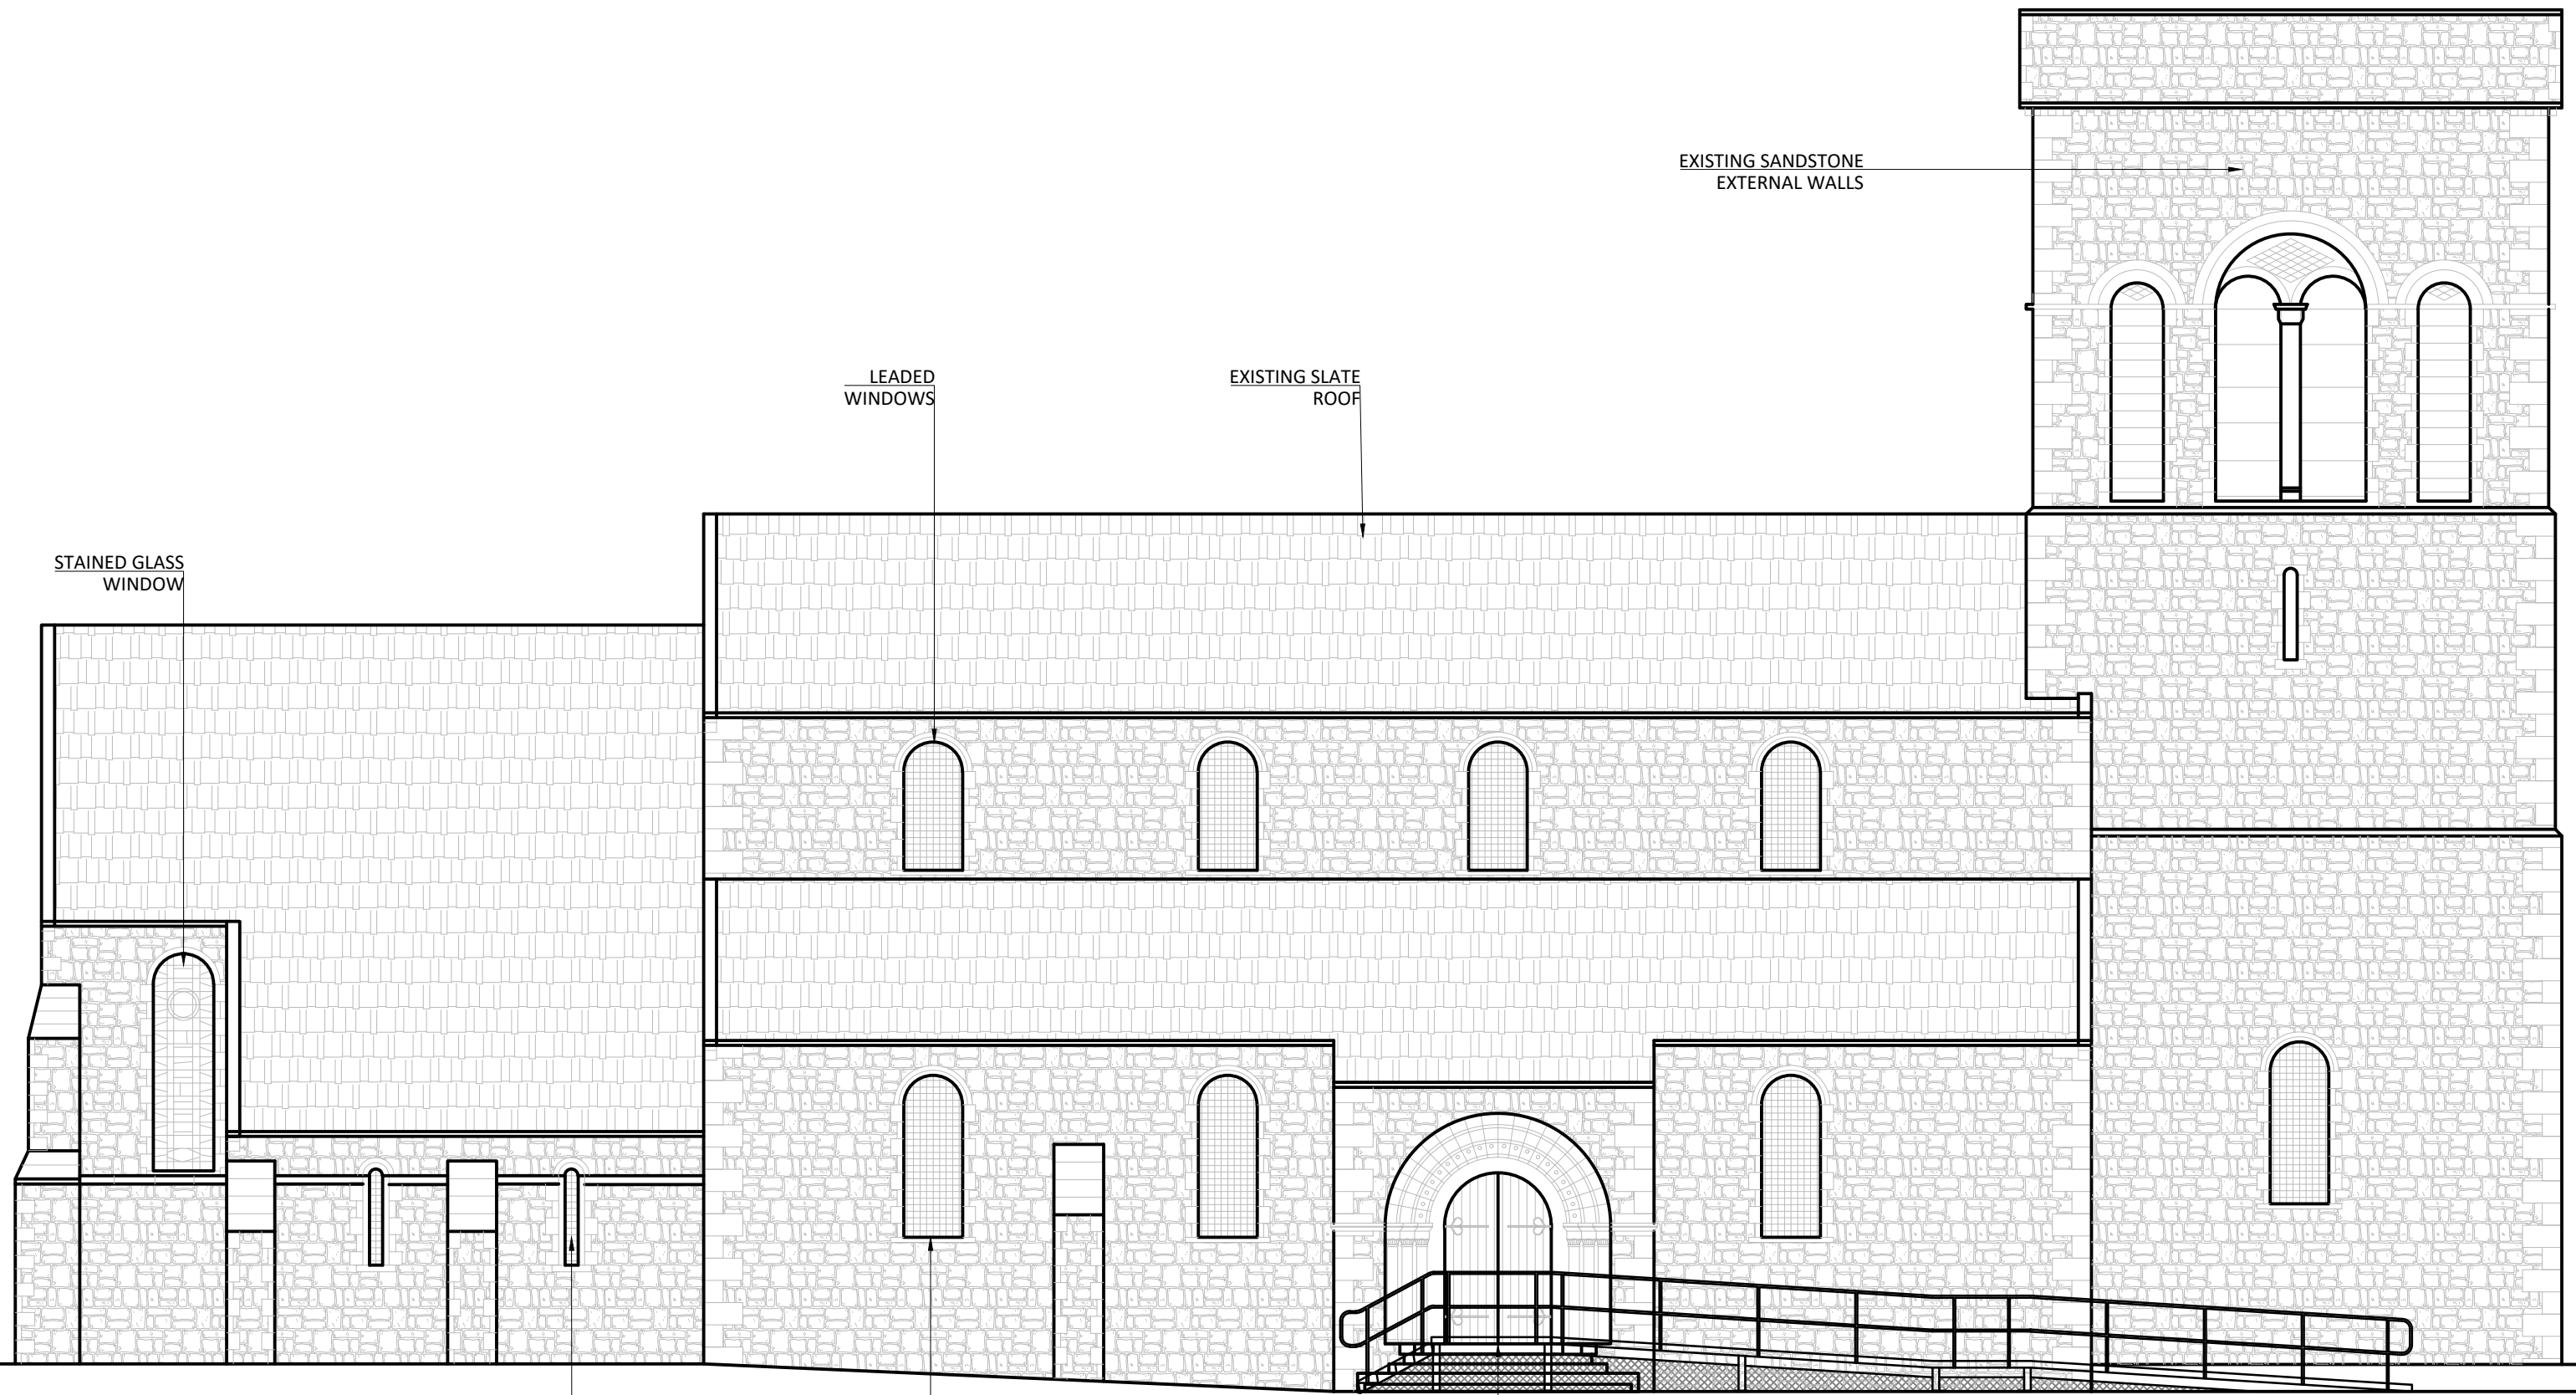 EXISTING SANDSTONE
EXTERNAL WALLS
LEADED
WINDOWS
EXISTING SLATE
ROOF
STAINED GLASS
WINDOW